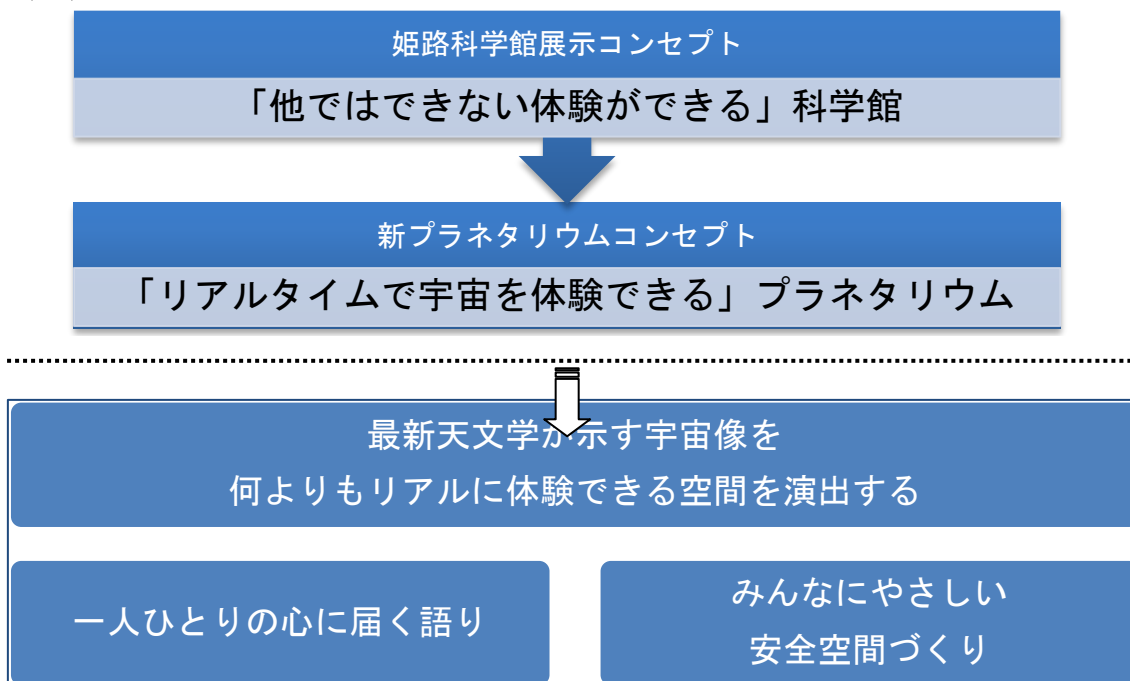 姫路科学館展示コンセプト
「他ではできない体験ができる」科学館
新プラネタリウムコンセプト
「リアルタイムで宇宙を体験できる」プラネタリウム
最新天文学が示す宇宙像を
何よりもリアルに体験できる空間を演出する
一人ひとりの心に届く語り
みんなにやさしい
安全空間づくり